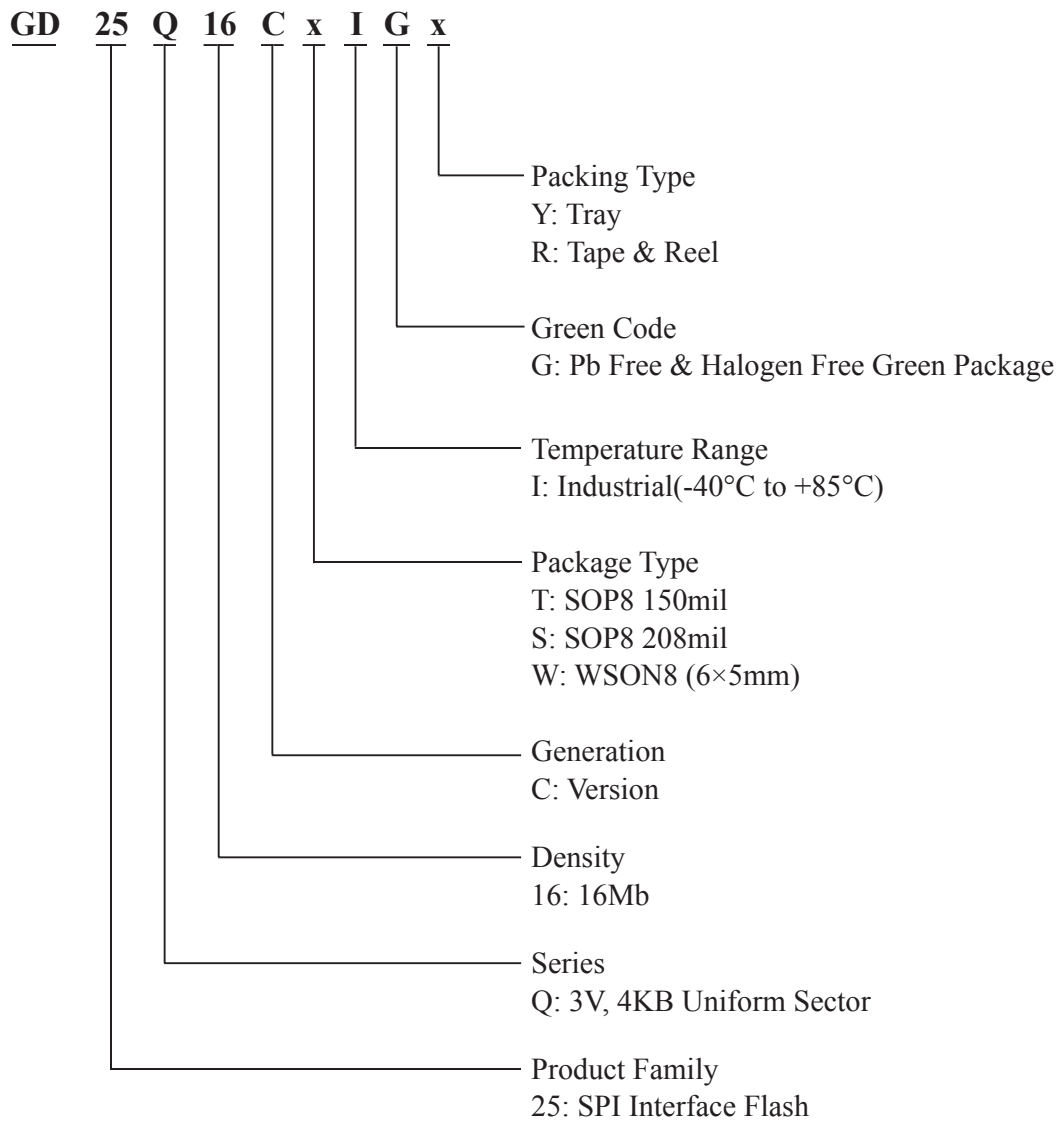 GD 25 Q 16 C x I G x
Packing Type
Y: Tray
R: Tape & Reel
Green Code
G: Pb Free & Halogen Free Green Package
Temperature Range
I: Industrial(-40°C to +85°C)
Package Type
T: SOP8 150mil
S: SOP8 208mil
W: WSON8 (6×5mm)
Generation
C: Version
Density
16: 16Mb
Series
Q: 3V, 4KB Uniform Sector
Product Family
25: SPI Interface Flash